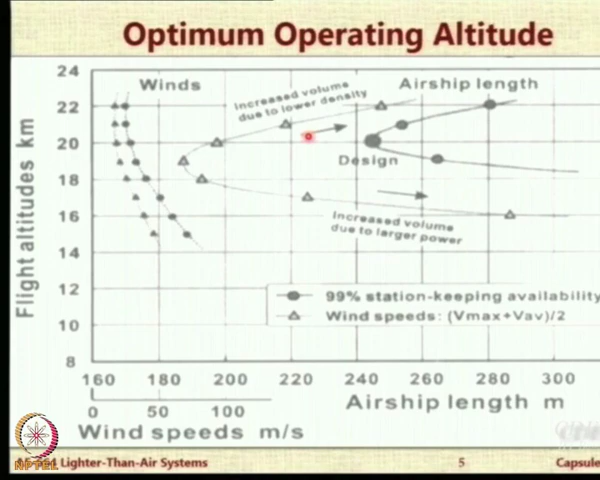 Optimum Operating Altitude
24
22
20
18
16
14
12
10
8
Flight altitudes km
Winds
Increased volume
due to lower density
Airship length
Design
Increased volume
due to larger power
99% station-keeping availability
Wind speeds: (Vmax+Vav)/2
160 180 200 220 240 260 280 300
0 50 100
Airship length m
Wind speeds m/s
NPTEL
Lighter-Than-Air Systems
5
Capsule